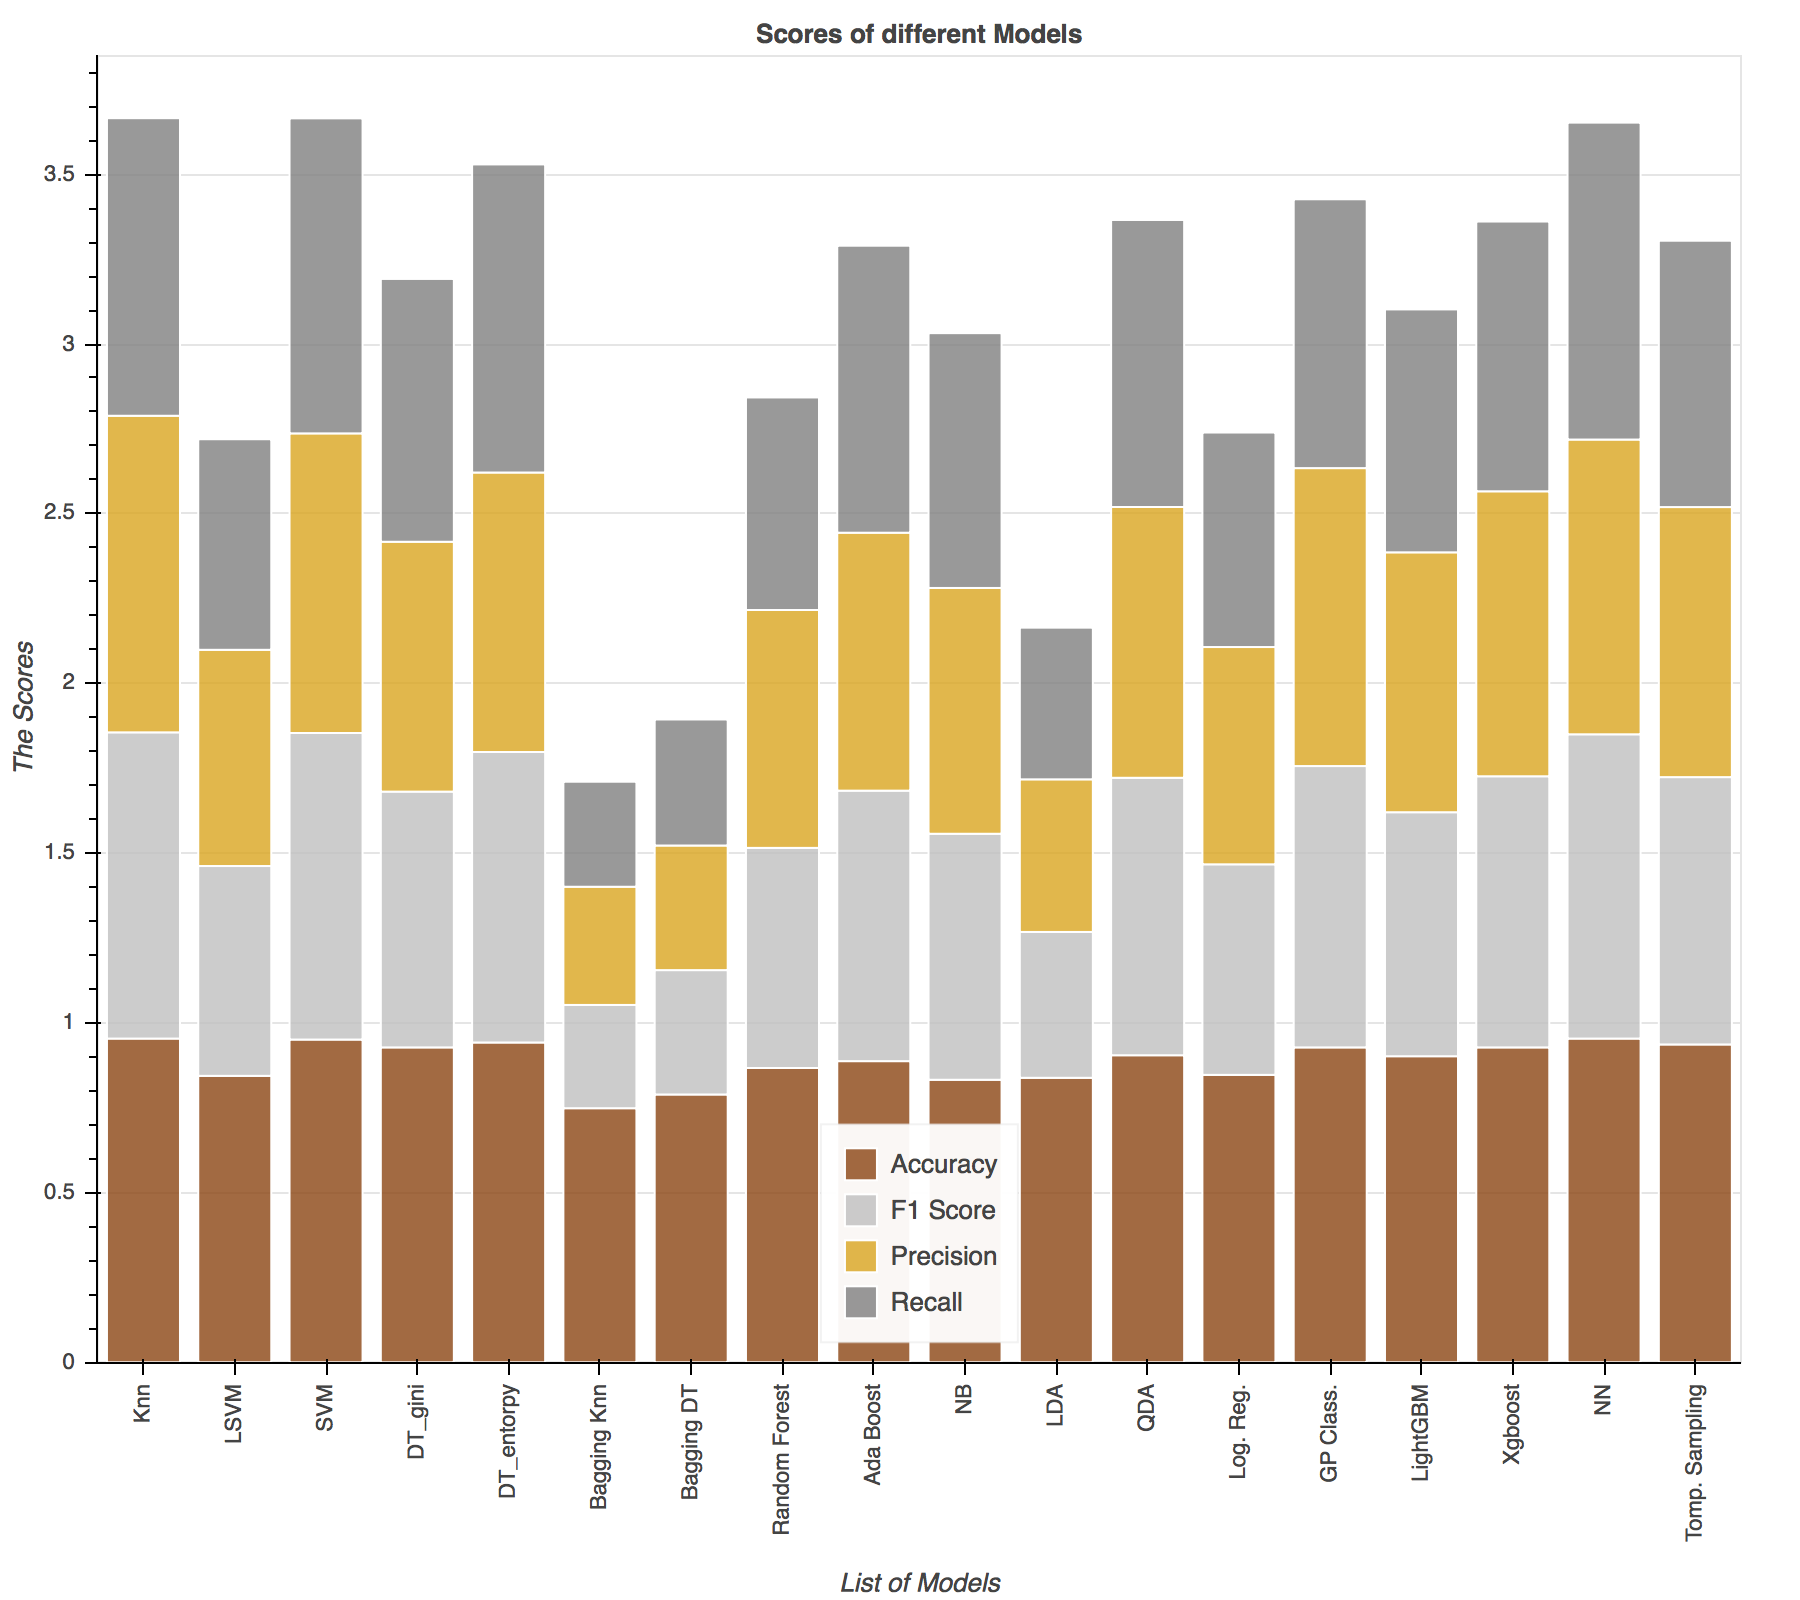 Scores of different Models
The Scores
3.5
3
2.5
2
1.5
1
0.5
0
Accuracy
F1 Score
Precision
Recall
Knn
LSVM
SVM
DT_gini
DT_entorpy
Bagging Knn
Bagging DT
Random Forest
Ada Boost
NB
LDA
QDA
Log. Reg.
GP Class.
LightGBM
Xgboost
NN
Tomp. Sampling
List of Models